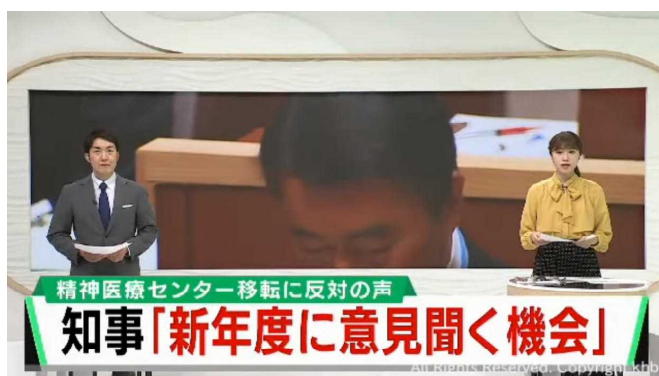 精神医療センター移転に反対の声
知事「新年度に意見聞く機会」
All Rights Reserved. Copyright khb